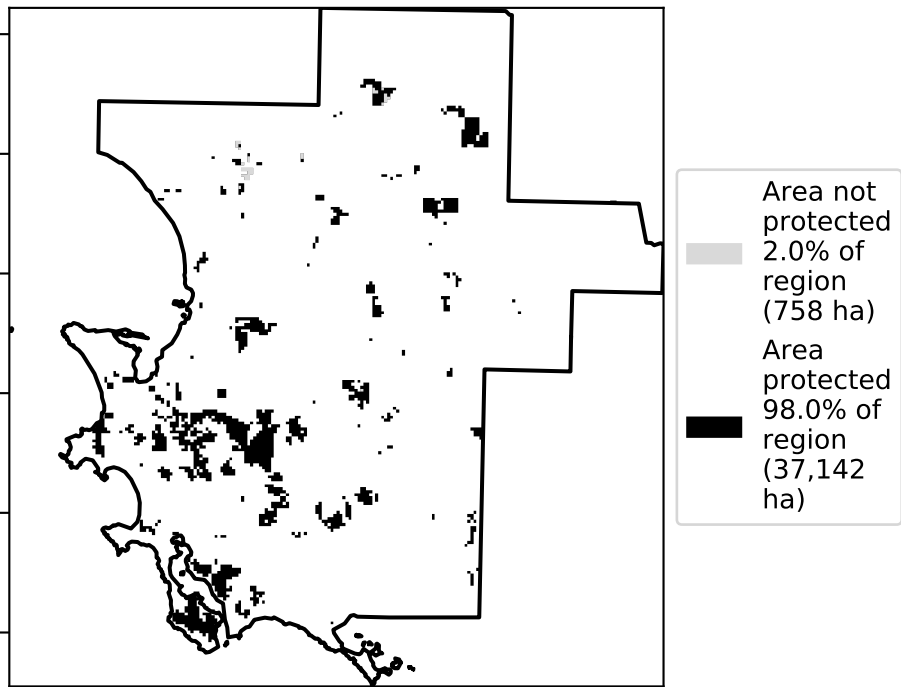 Area not
protected
2.0% of
region
(758 ha)
Area
protected
98.0% of
region
(37,142
ha)